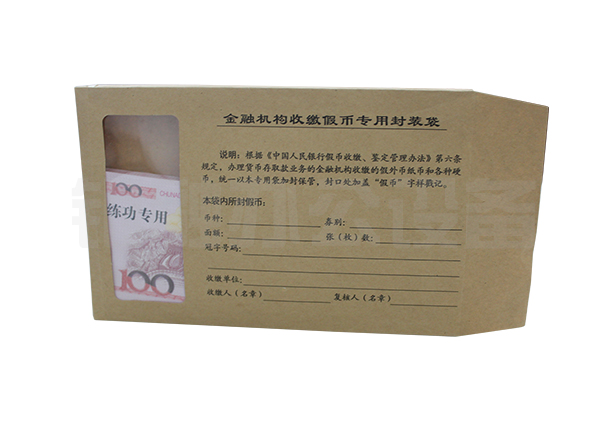 金融机构收缴假币专用封装袋
说明：根据《中国人民银行假币收缴、鉴定管理办法》第六条
规定，办理货币存取款业务的金融机构收缴的假外币纸币和各种硬
币，统一以本专用袋加封保管，封口处加盖“假币”字样戳记。
本袋内所封假币：
币种： 券别：
面额： 张（枚）数：
冠字号码：
收缴单位：
收缴人（名章） 复核人（名章）
100
练功专用
100